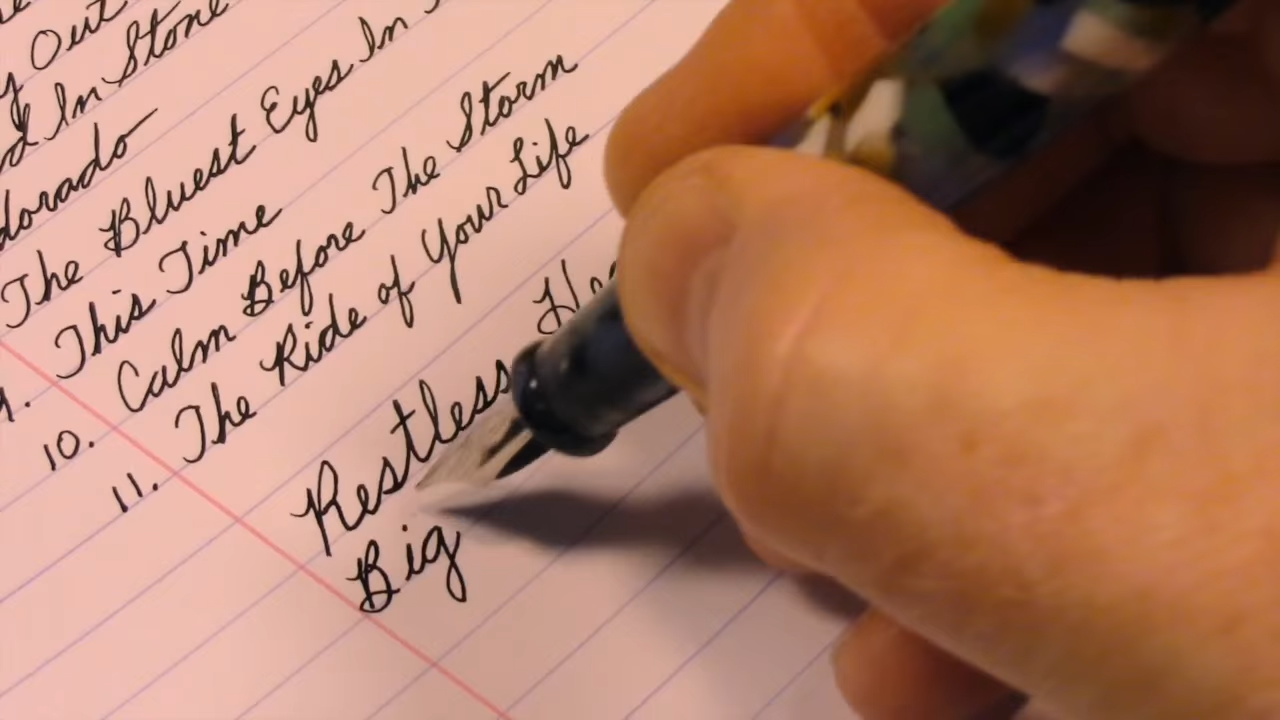 Out
In Stone
The Bluest Eyes In
9. This Time
10. Calm Before The Storm
11. The Ride of Your Life
Restless
Big